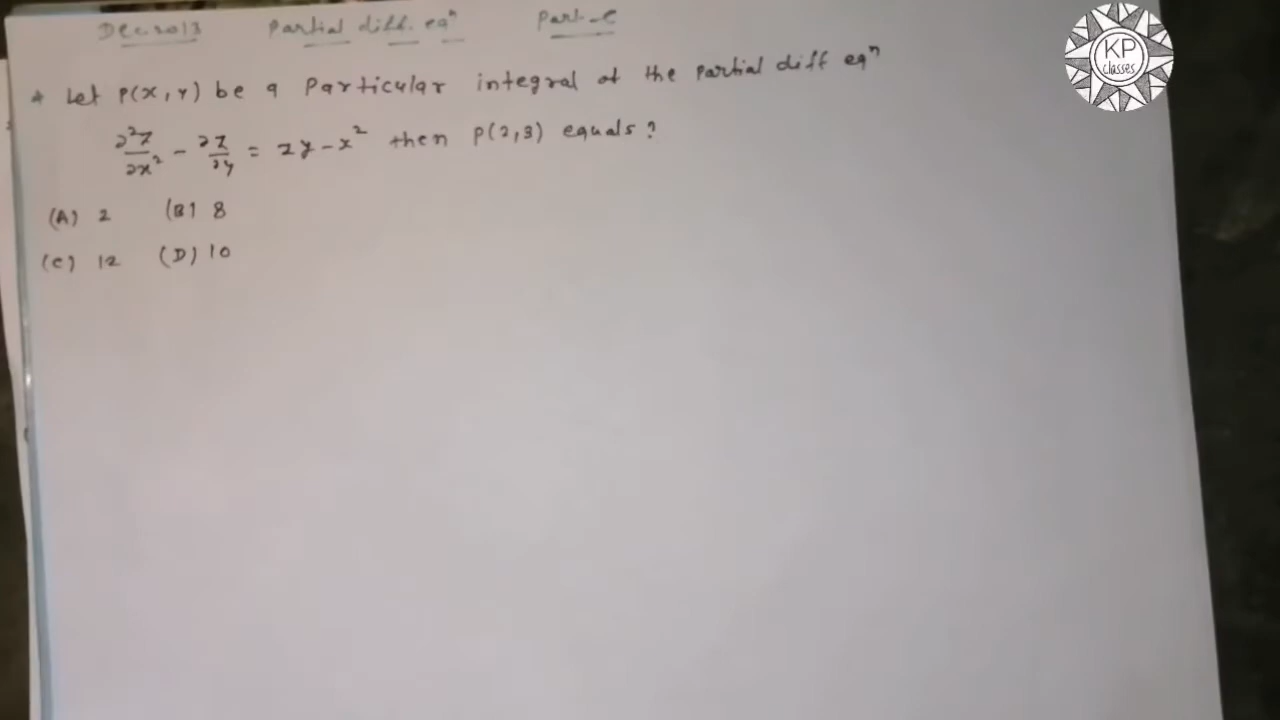 Dec 2013 Partial diff. eqn Part-C
KP classes
* Let P(x,y) be a Particular integral of the Partial diff eqn
∂²Z/∂x² - ∂Z/∂y = 2y-x² then P(2,3) equals ?
(A) 2 (B) 8
(C) 12 (D) 10